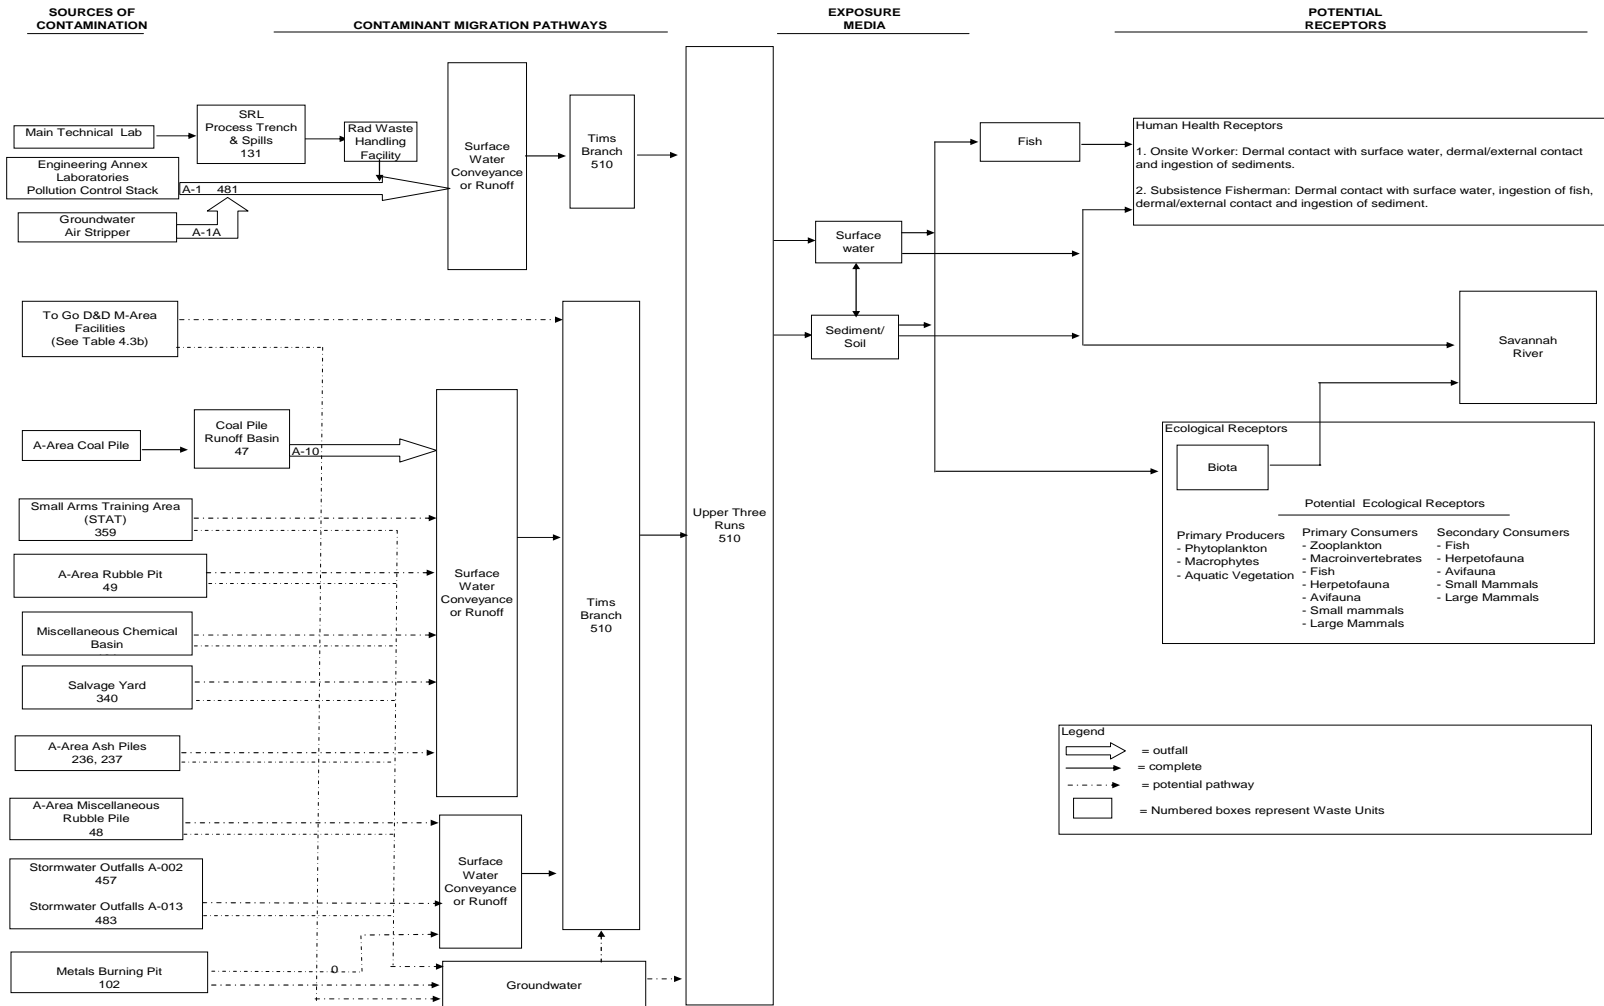 SOURCES OF
CONTAMINATION
CONTAMINANT MIGRATION PATHWAYS
EXPOSURE
MEDIA
POTENTIAL
RECEPTORS
Main Technical Lab
SRL
Process Trench
& Spills
131
Rad Waste
Handling
Facility
Engineering Annex
Laboratories
Pollution Control Stack
A-1 481
Groundwater
Air Stripper
A-1A
Surface
Water
Conveyance
or Runoff
Tims
Branch
510
To Go D&D M-Area
Facilities
(See Table 4.3b)
A-Area Coal Pile
Coal Pile
Runoff Basin
47
A-10
Small Arms Training Area
(STAT)
359
A-Area Rubble Pit
49
Miscellaneous Chemical
Basin
Salvage Yard
340
A-Area Ash Piles
236, 237
Surface
Water
Conveyance
or Runoff
A-Area Miscellaneous
Rubble Pile
48
Stormwater Outfalls A-002
457
Stormwater Outfalls A-013
483
Metals Burning Pit
102
0
Surface
Water
Conveyance
or Runoff
Groundwater
Tims
Branch
510
Upper Three
Runs
510
Surface
water
Sediment/
Soil
Fish
Human Health Receptors
1. Onsite Worker: Dermal contact with surface water, dermal/external contact
and ingestion of sediments.
2. Subsistence Fisherman: Dermal contact with surface water, ingestion of fish,
dermal/external contact and ingestion of sediment.
Savannah
River
Ecological Receptors
Biota
Potential Ecological Receptors
Primary Producers
- Phytoplankton
- Macrophytes
- Aquatic Vegetation
Primary Consumers
- Zooplankton
- Macroinvertebrates
- Fish
- Herpetofauna
- Avifauna
- Small mammals
- Large Mammals
Secondary Consumers
- Fish
- Herpetofauna
- Avifauna
- Small Mammals
- Large Mammals
Legend
= outfall
= complete
= potential pathway
= Numbered boxes represent Waste Units